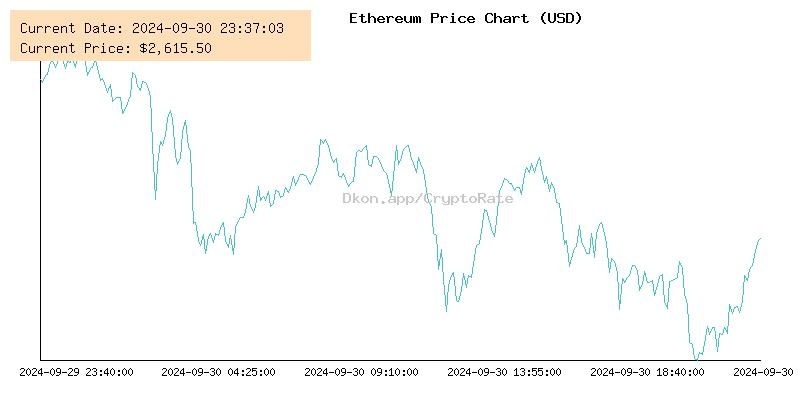 Ethereum Price Chart (USD)
Current Date: 2024-09-30 23:37:03
Current Price: $2,615.50
Dkon.app/CryptoRate
2024-09-29 23:40:00 2024-09-30 04:25:00 2024-09-30 09:10:00 2024-09-30 13:55:00 2024-09-30 18:40:00 2024-09-30